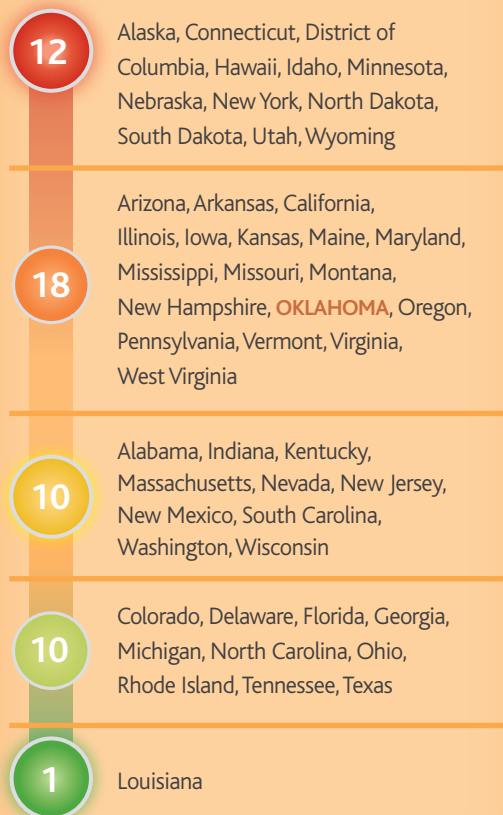 12
Alaska, Connecticut, District of
Columbia, Hawaii, Idaho, Minnesota,
Nebraska, New York, North Dakota,
South Dakota, Utah, Wyoming
18
Arizona, Arkansas, California,
Illinois, Iowa, Kansas, Maine, Maryland,
Mississippi, Missouri, Montana,
New Hampshire, OKLAHOMA, Oregon,
Pennsylvania, Vermont, Virginia,
West Virginia
10
Alabama, Indiana, Kentucky,
Massachusetts, Nevada, New Jersey,
New Mexico, South Carolina,
Washington, Wisconsin
10
Colorado, Delaware, Florida, Georgia,
Michigan, North Carolina, Ohio,
Rhode Island, Tennessee, Texas
1
Louisiana